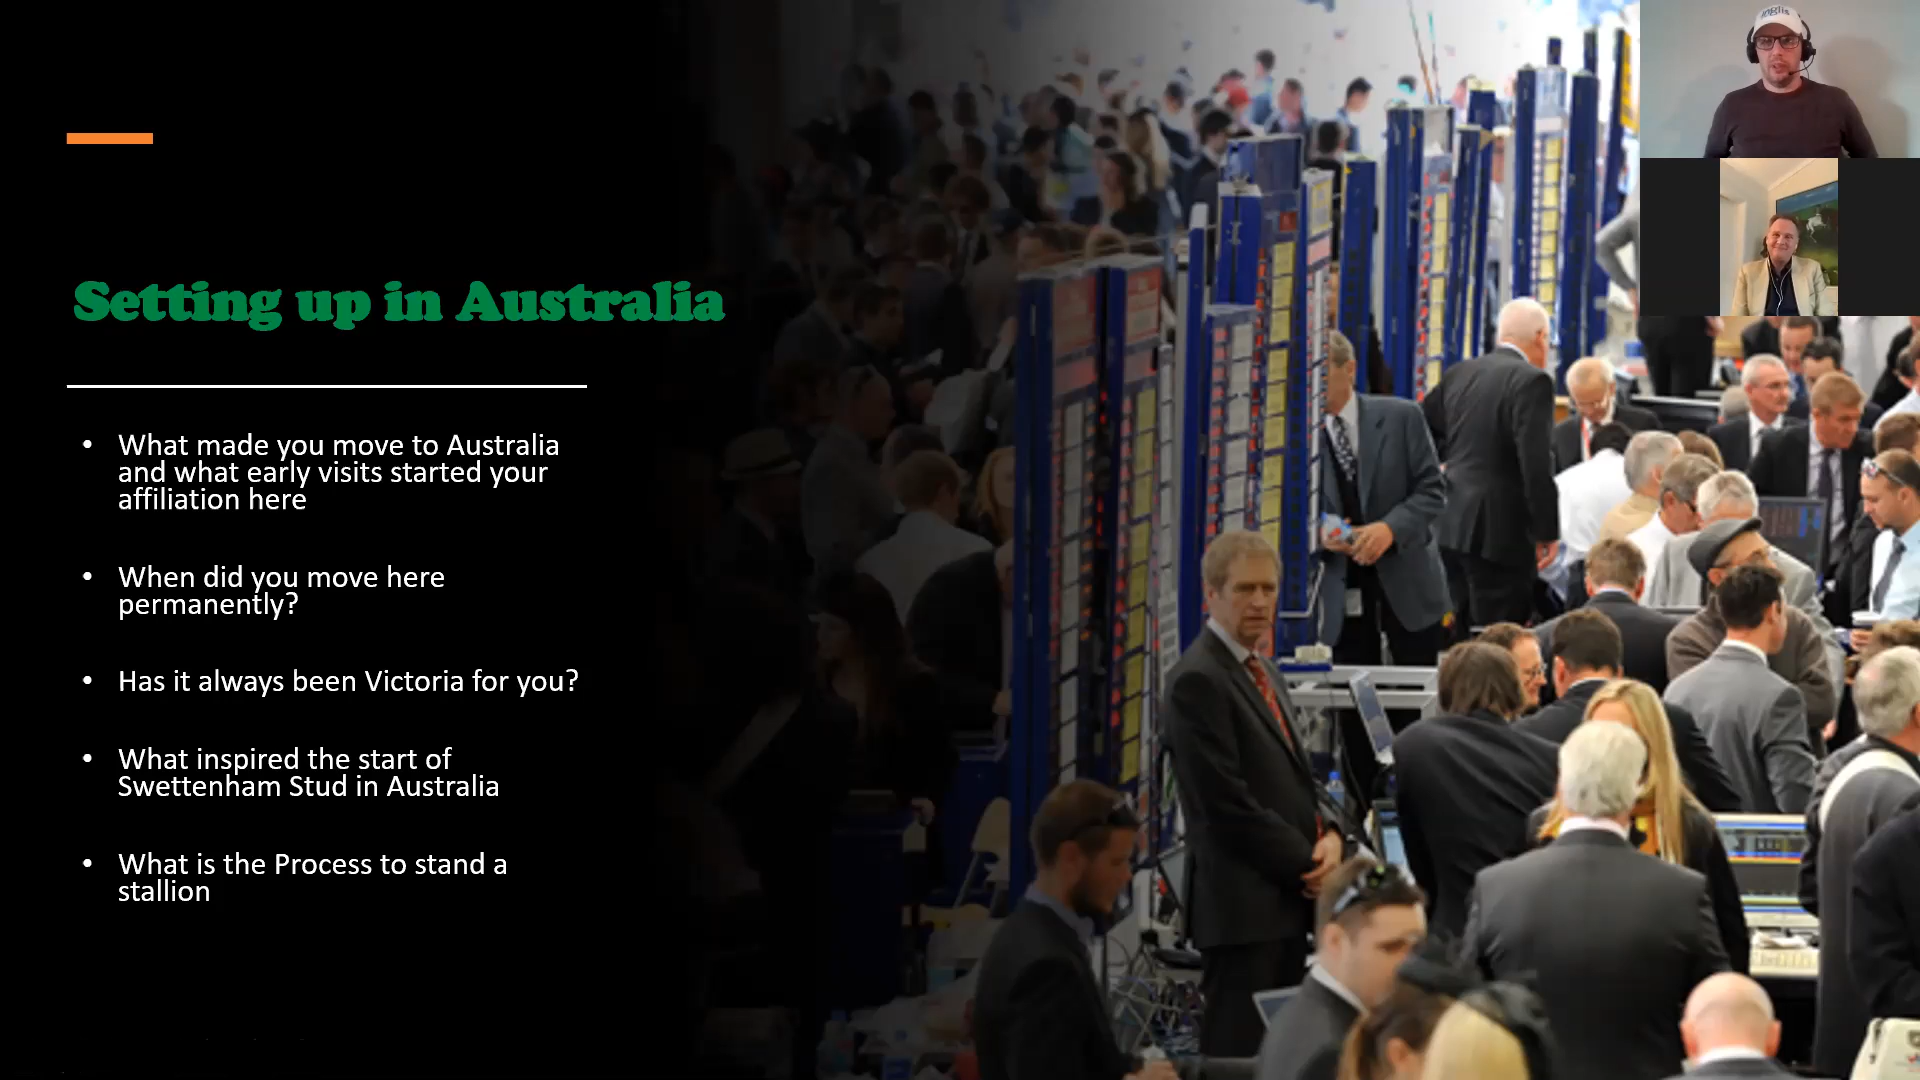 Inglis
Setting up in Australia
• What made you move to Australia
and what early visits started your
affiliation here
• When did you move here
permanently?
• Has it always been Victoria for you?
• What inspired the start of
Swettenham Stud in Australia
• What is the Process to stand a
stallion